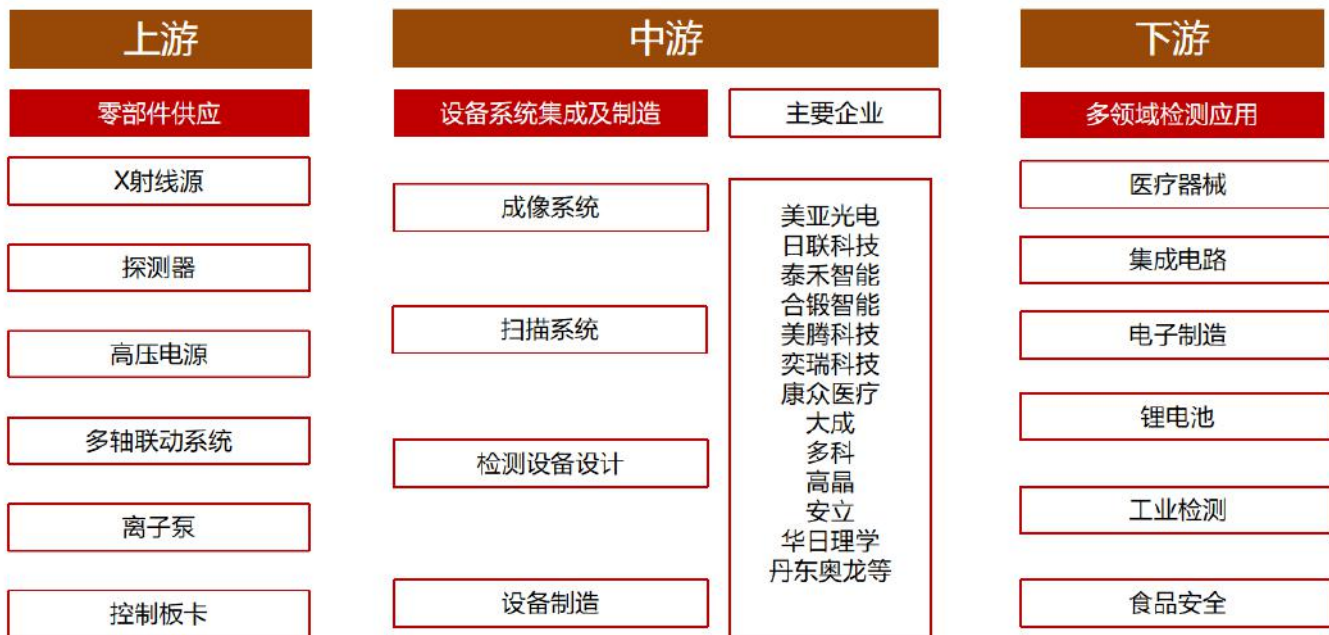 上游
零部件供应
X射线源
探测器
高压电源
多轴联动系统
离子泵
控制板卡
中游
设备系统集成及制造
成像系统
扫描系统
检测设备设计
设备制造
主要企业
美亚光电
日联科技
泰禾智能
合锻智能
美腾科技
奕瑞科技
康众医疗
大成
多科
高晶
安立
华日理学
丹东奥龙等
下游
多领域检测应用
医疗器械
集成电路
电子制造
锂电池
工业检测
食品安全